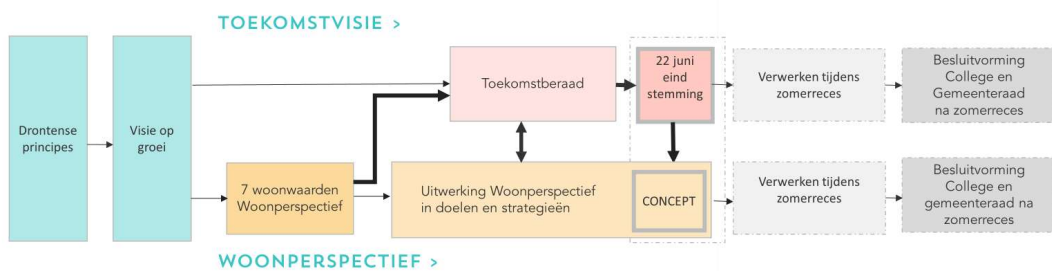 TOEKOMSTVISIE >
Drontense
principes
Visie op
groei
Toekomstberaad
22 juni
eind
stemming
Verwerken tijdens
zomerreces
Besluitvorming
College en
Gemeenteraad
na zomerreces
7 woonwaarden
Woonperspectief
Uitwerking Woonperspectief
in doelen en strategieën
CONCEPT
Verwerken tijdens
zomerreces
Besluitvorming
College en
gemeenteraad na
zomerreces
WOONPERSPECTIEF >